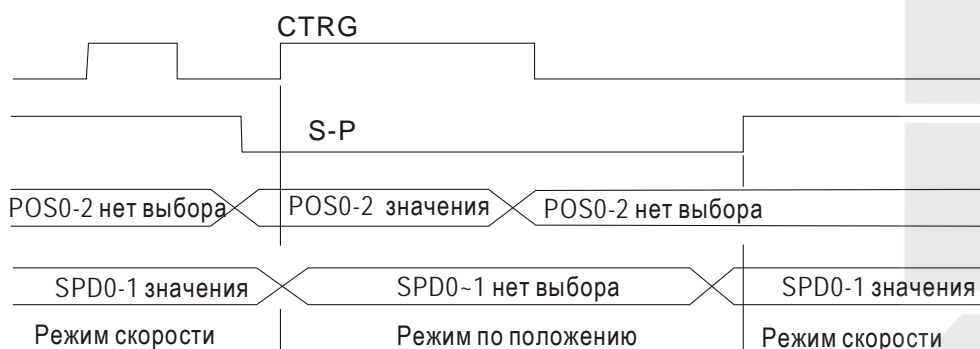 CTRG
S-P
POS0-2 нет выбора POS0-2 значения POS0-2 нет выбора
SPD0-1 значения SPD0~1 нет выбора SPD0-1 значения
Режим скорости Режим по положению Режим скорости